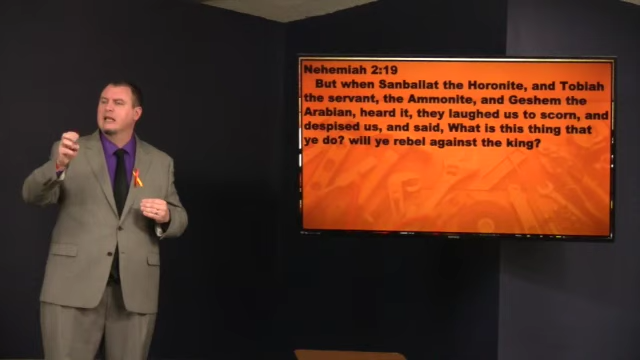 Nehemiah 2:19
But when Sanballat the Horonite, and Tobiah
the servant, the Ammonite, and Geshem the
Arabian, heard it, they laughed us to scorn, and
despised us, and said, What is this thing that
ye do? will ye rebel against the king?